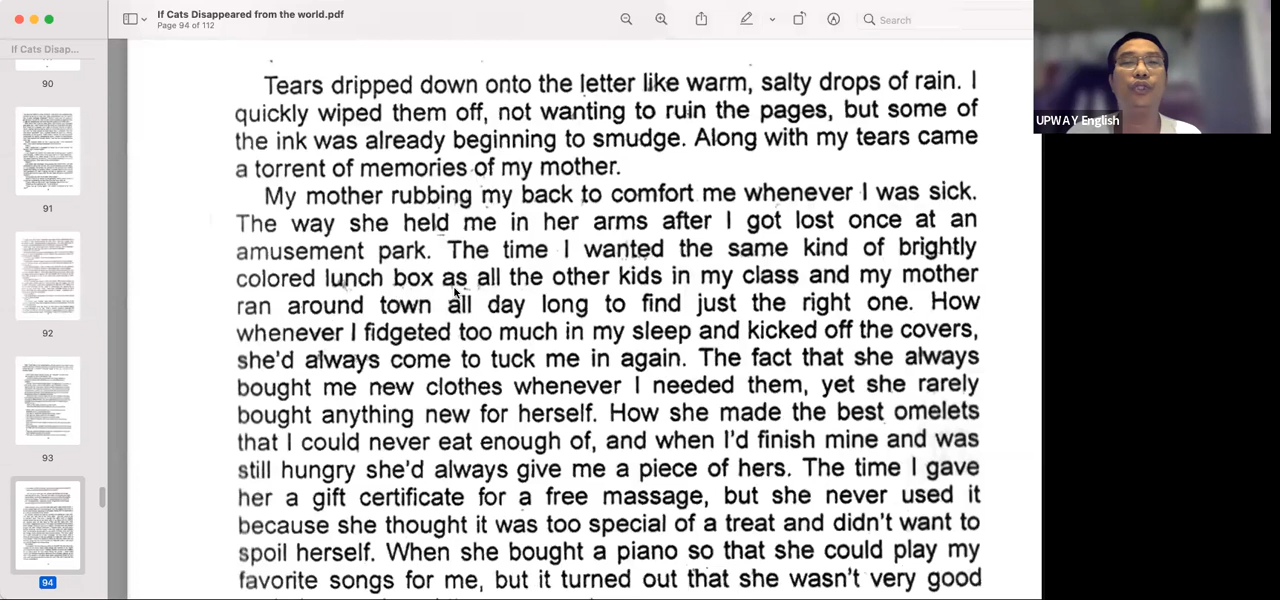 If Cats Disappeared from the world.pdf
Page 94 of 112
Search
If Cats Disap...
90
91
92
93
94
UPWAY English
Tears dripped down onto the letter like warm, salty drops of rain. I
quickly wiped them off, not wanting to ruin the pages, but some of
the ink was already beginning to smudge. Along with my tears came
a torrent of memories of my mother.
My mother rubbing my back to comfort me whenever I was sick.
The way she held me in her arms after I got lost once at an
amusement park. The time I wanted the same kind of brightly
colored lunch box as all the other kids in my class and my mother
ran around town all day long to find just the right one. How
whenever I fidgeted too much in my sleep and kicked off the covers,
she'd always come to tuck me in again. The fact that she always
bought me new clothes whenever I needed them, yet she rarely
bought anything new for herself. How she made the best omelets
that I could never eat enough of, and when I'd finish mine and was
still hungry she'd always give me a piece of hers. The time I gave
her a gift certificate for a free massage, but she never used it
because she thought it was too special of a treat and didn't want to
spoil herself. When she bought a piano so that she could play my
favorite songs for me, but it turned out that she wasn't very good